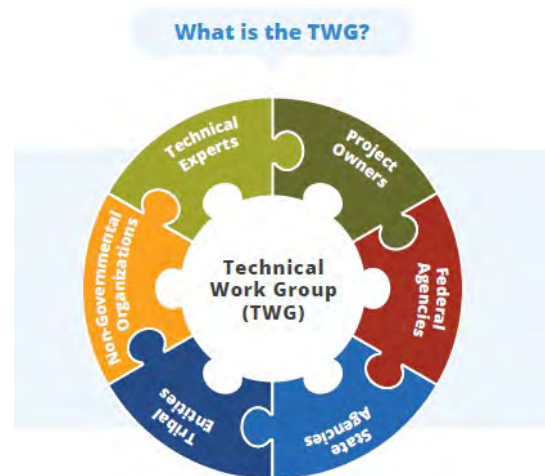 What is the TWG?
Technical
Experts
Project
Owners
Non-Governmental
Organizations
Technical
Work Group
(TWG)
Federal
Agencies
Tribal
Entities
State
Agencies